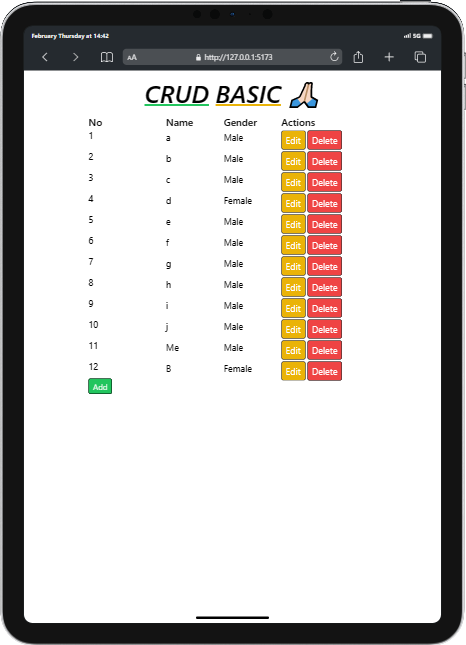 February Thursday at 14:42 5G
AA http://127.0.0.1:5173
CRUD BASIC
No Name Gender Actions
1 a Male Edit Delete
2 b Male Edit Delete
3 c Male Edit Delete
4 d Female Edit Delete
5 e Male Edit Delete
6 f Male Edit Delete
7 g Male Edit Delete
8 h Male Edit Delete
9 i Male Edit Delete
10 j Male Edit Delete
11 Me Male Edit Delete
12 B Female Edit Delete
Add